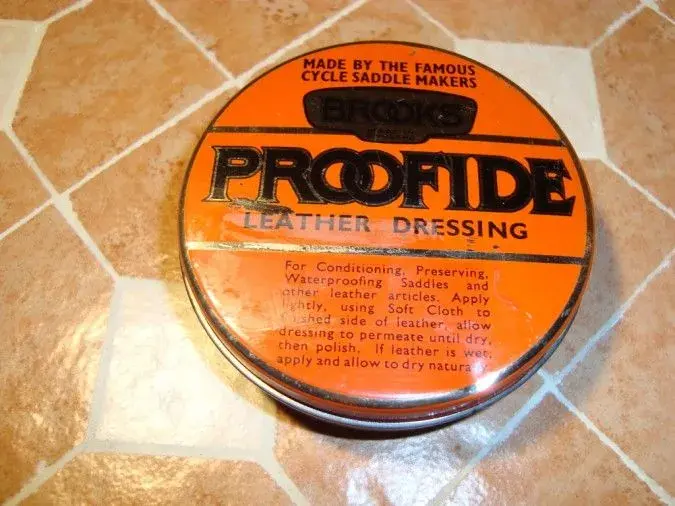 MADE BY THE FAMOUS
CYCLE SADDLE MAKERS
BROOKS
PROOFIDE
LEATHER DRESSING
For Conditioning, Preserving,
Waterproofing Saddles and
other leather articles. Apply
lightly, using Soft Cloth to
finished side of leather, allow
dressing to permeate until dry,
then polish. If leather is wet,
apply and allow to dry naturally